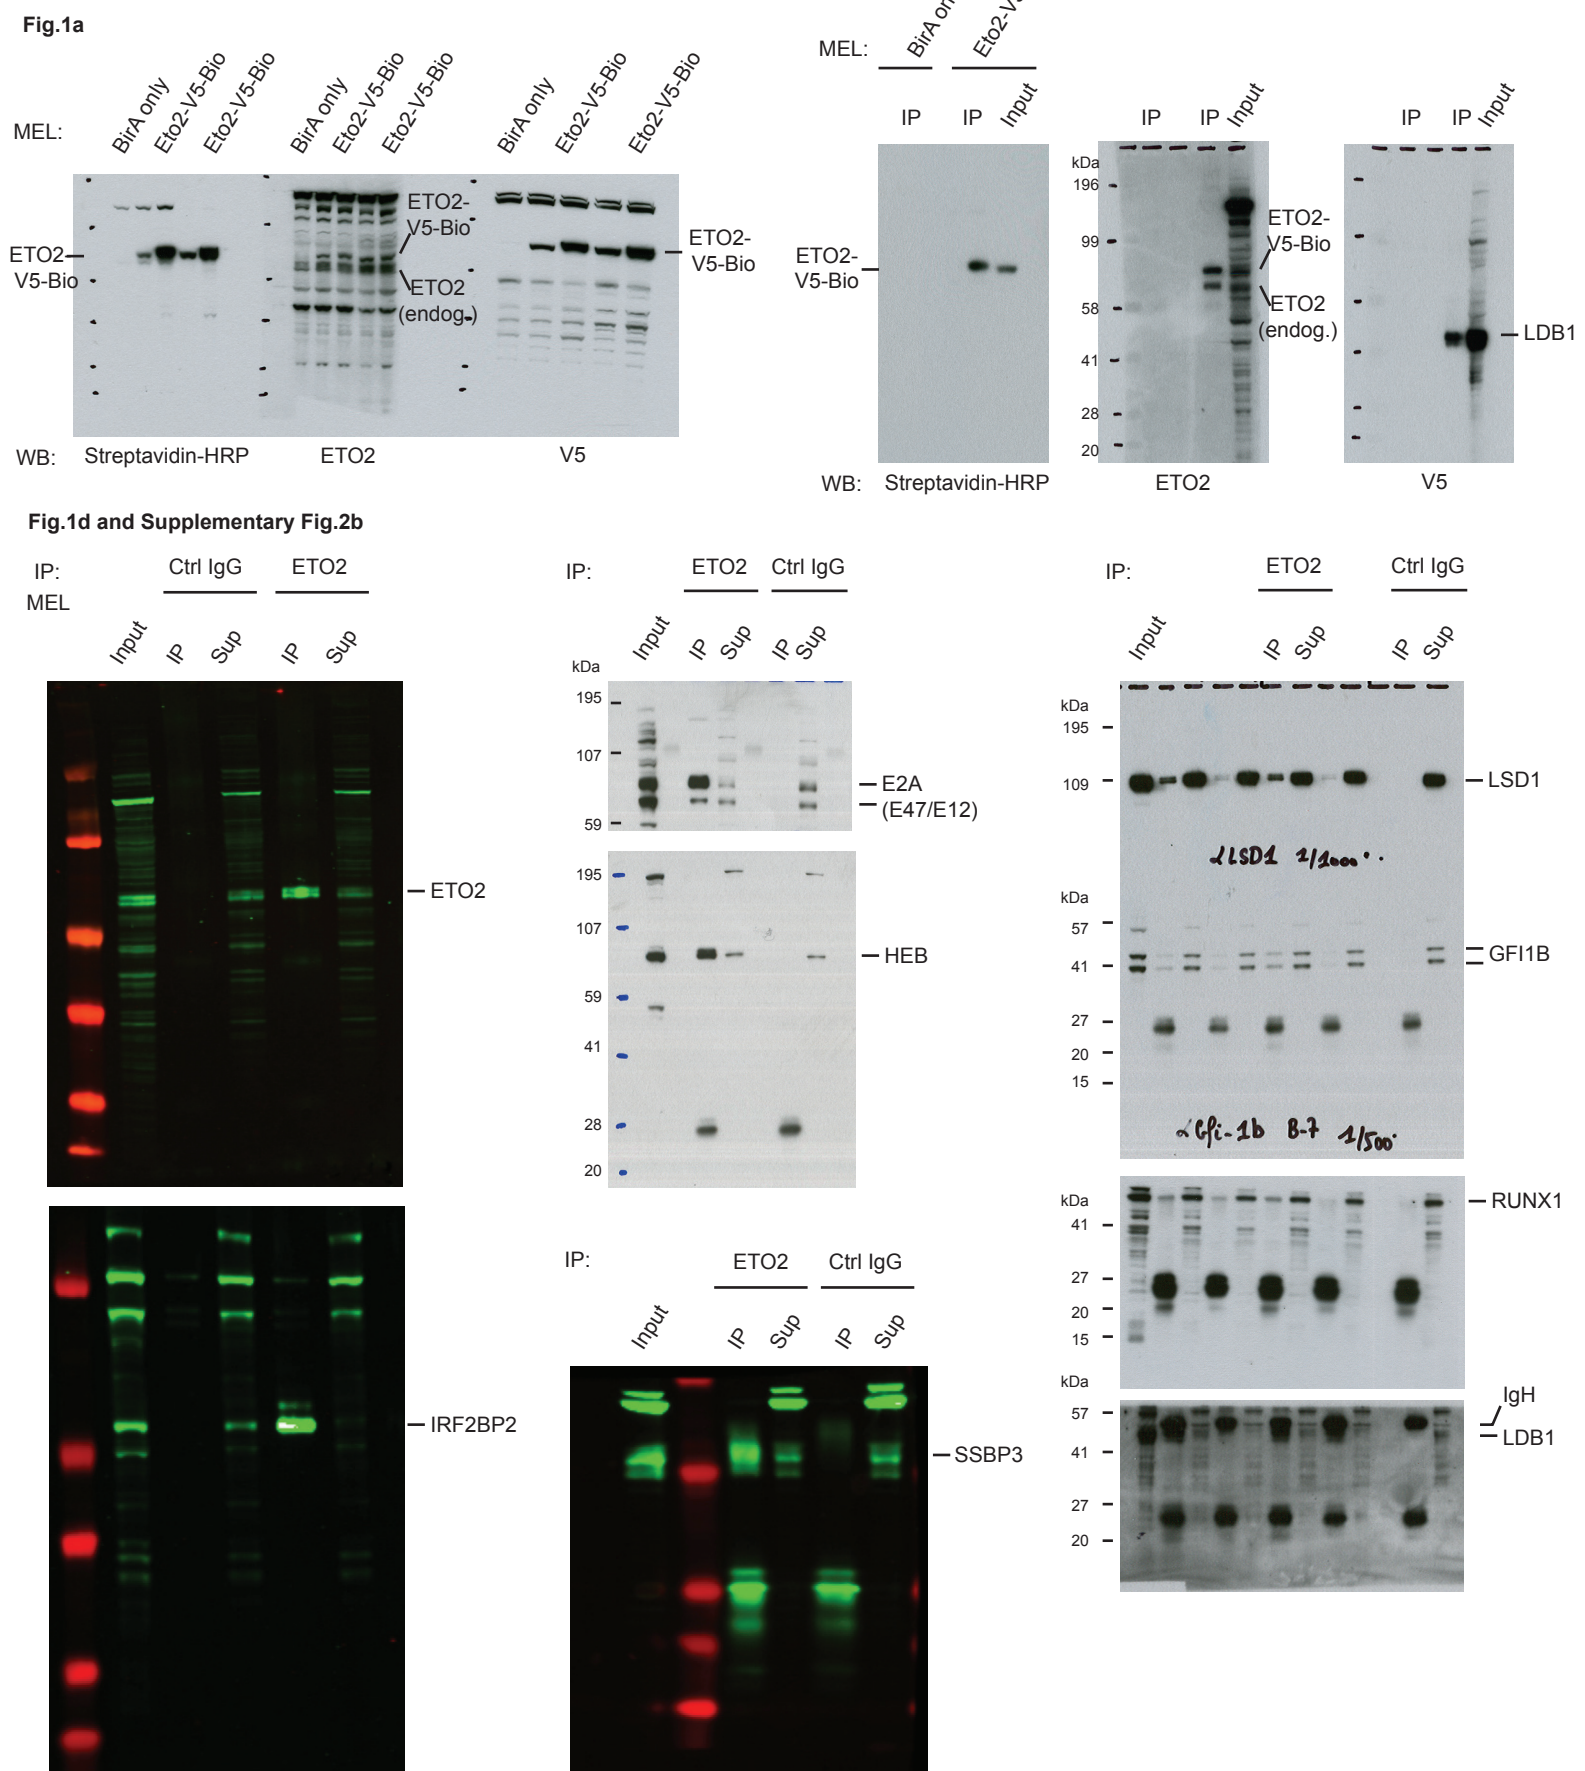 Fig.1a
MEL:
BirA only
Eto2-V5-Bio
Eto2-V5-Bio
BirA only
Eto2-V5-Bio
Eto2-V5-Bio
BirA only
Eto2-V5-Bio
Eto2-V5-Bio
ETO2-
V5-Bio
ETO2-
V5-Bio
ETO2
(endog.)
ETO2-
V5-Bio
WB:
Streptavidin-HRP
ETO2
V5
MEL:
BirA on
Eto2-V5
IP
IP
Input
IP
IP
Input
IP
IP
Input
ETO2-
V5-Bio
kDa
196
99
58
41
28
20
ETO2-
V5-Bio
ETO2
(endog.)
LDB1
WB:
Streptavidin-HRP
ETO2
V5
Fig.1d and Supplementary Fig.2b
IP:
Ctrl IgG
ETO2
MEL
Input
IP
Sup
IP
Sup
ETO2
IRF2BP2
IP:
ETO2
Ctrl IgG
Input
IP
Sup
IP
Sup
kDa
195
107
59
E2A
(E47/E12)
195
107
59
41
28
20
HEB
IP:
ETO2
Ctrl IgG
Input
IP
Sup
IP
Sup
SSBP3
IP:
ETO2
Ctrl IgG
Input
IP
Sup
IP
Sup
kDa
195
109
LSD1
αLSD1 1/1000
kDa
57
41
27
20
15
GFI1B
αGfi-1b B-7 1/500
kDa
41
27
20
15
RUNX1
kDa
57
41
27
20
IgH
LDB1